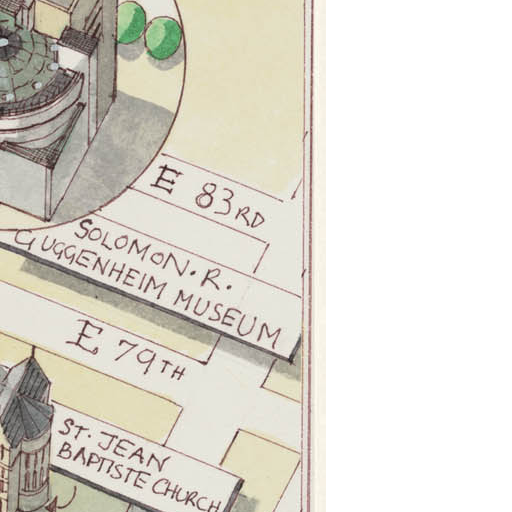 E 83RD
SOLOMON. R.
GUGGENHEIM MUSEUM
E 79TH
ST. JEAN
BAPTISTE CHURCH